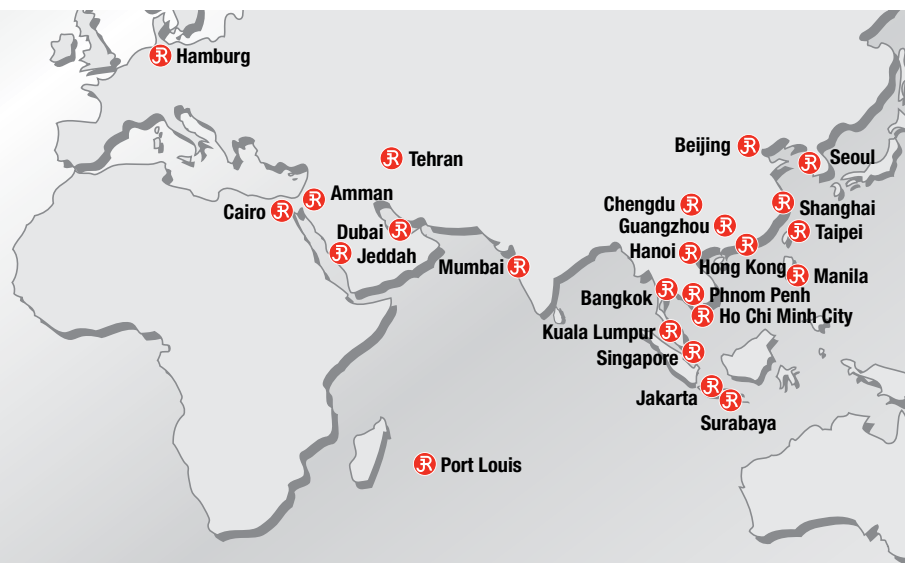 Hamburg
Beijing
Seoul
Tehran
Amman
Cairo
Chengdu
Shanghai
Guangzhou
Dubai
Taipei
Hanoi
Jeddah
Hong Kong
Mumbai
Manila
Bangkok
Phnom Penh
Ho Chi Minh City
Kuala Lumpur
Singapore
Jakarta
Surabaya
Port Louis